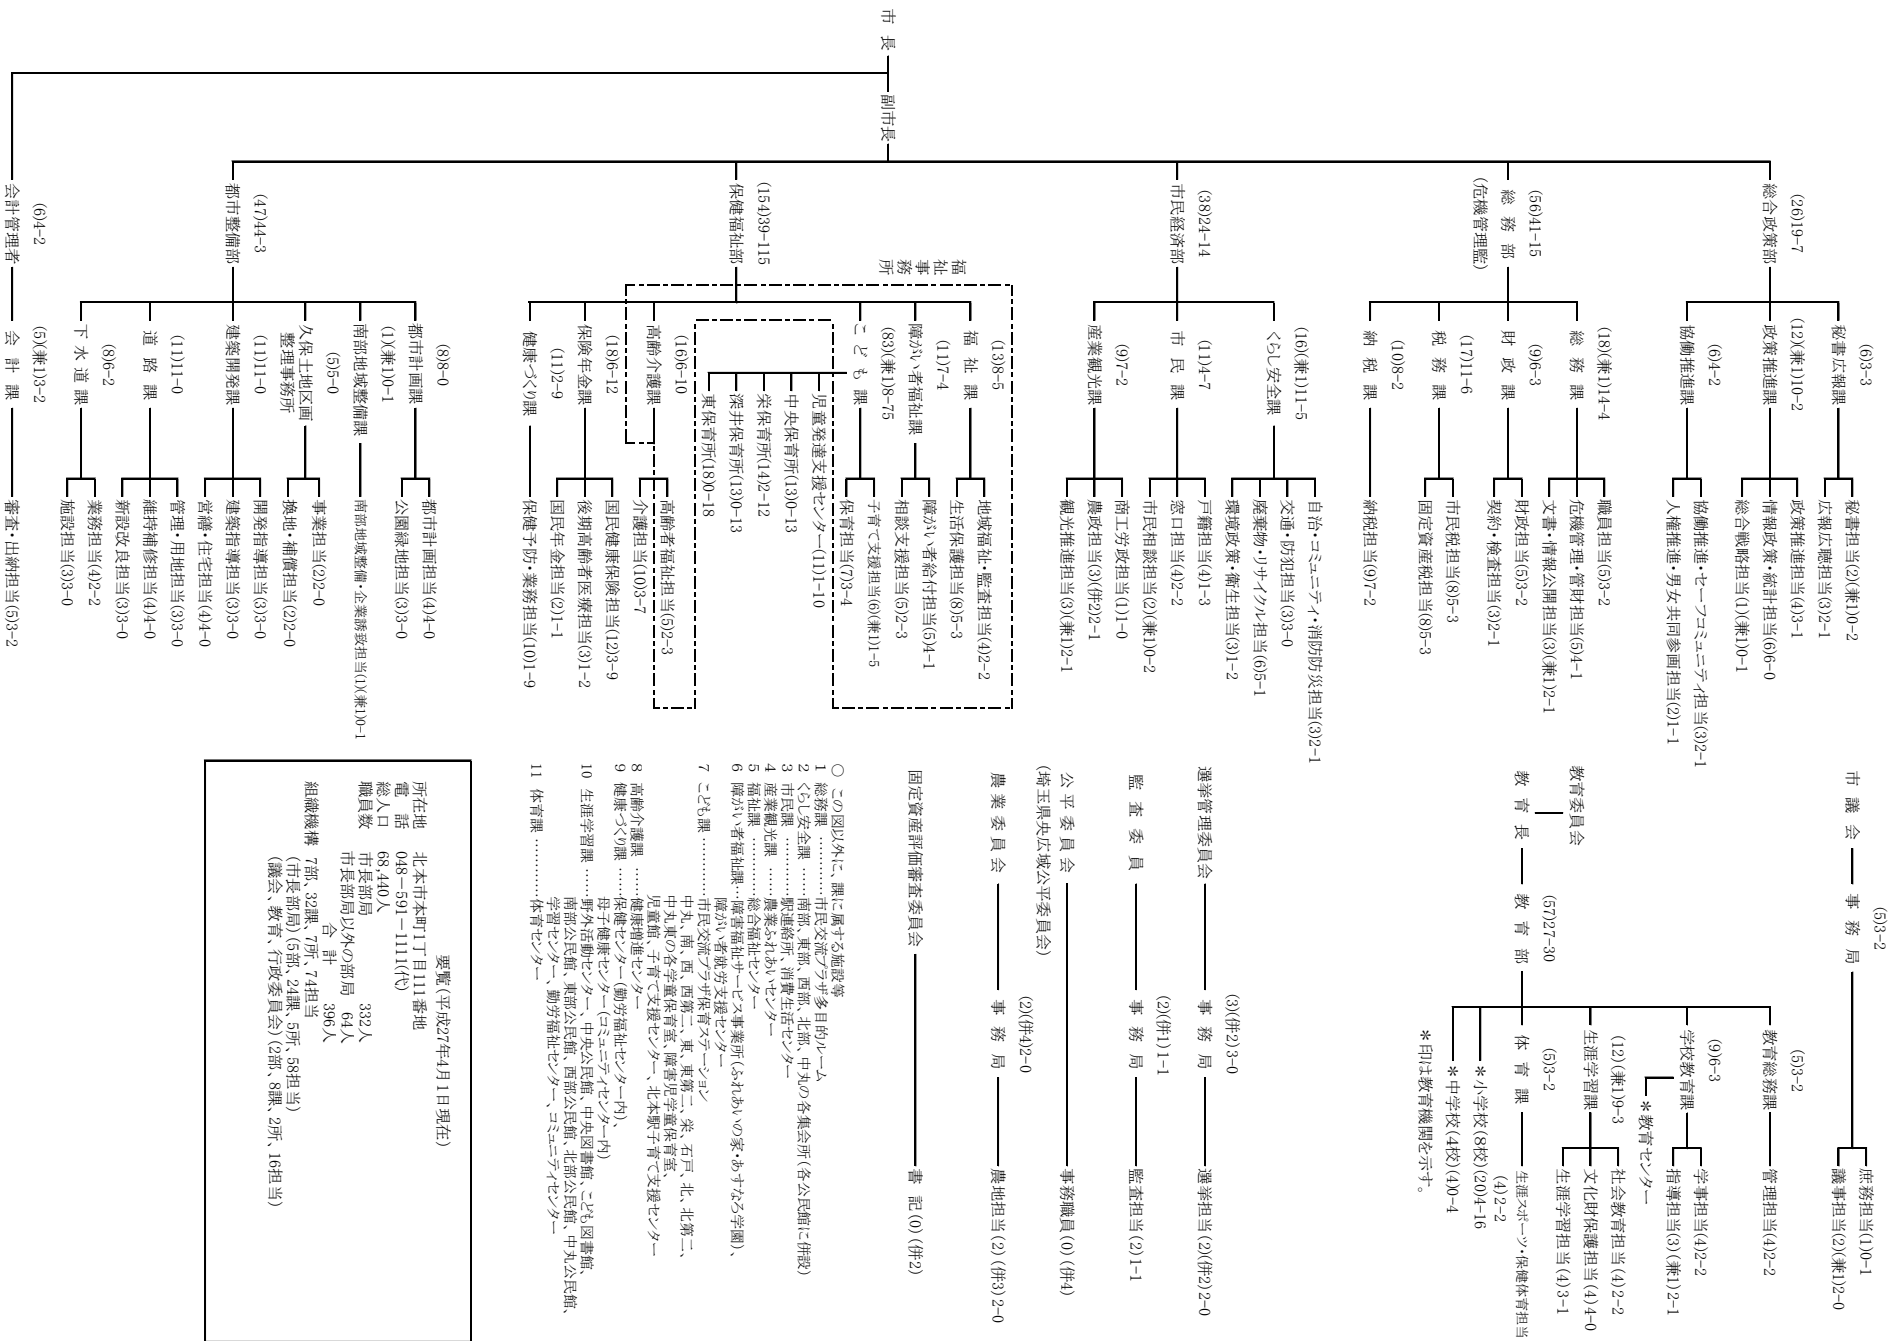 市 長
副市長
(26)19-7
総合政策部
(6)3-3
秘書広報課
秘書担当(2)(兼1)0-2
広報広聴担当(3)2-1
(12)(兼1)10-2
政策推進課
政策推進担当(4)3-1
情報政策・統計担当(6)6-0
総合戦略担当(1)(兼1)0-1
(6)4-2
協働推進課
協働推進・セーフコミュニティ担当(3)2-1
人権推進・男女共同参画担当(2)1-1
(56)41-15
総 務 部
(危機管理監)
(18)(兼1)14-4
総 務 課
職員担当(5)3-2
危機管理・管財担当(5)4-1
文書・情報公開担当(3)(兼1)2-1
(9)6-3
財 政 課
財政担当(5)3-2
契約・検査担当(3)2-1
(17)11-6
税 務 課
市民税担当(8)5-3
固定資産税担当(8)5-3
(10)8-2
納 税 課
納税担当(9)7-2
(38)24-14
市民経済部
(16)(兼1)11-5
くらし安全課
自治・コミュニティ・消防防災担当(3)2-1
交通・防犯担当(3)3-0
廃棄物・リサイクル担当(6)5-1
環境政策・衛生担当(3)1-2
(11)4-7
市 民 課
戸籍担当(4)1-3
窓口担当(4)2-2
市民相談担当(2)(兼1)0-2
(9)7-2
産業観光課
商工労政担当(1)1-0
農政担当(3)(併2)2-1
観光推進担当(3)(兼1)2-1
福祉事務所
(154)39-115
保健福祉部
(13)8-5
福 祉 課
地域福祉・監査担当(4)2-2
生活保護担当(8)5-3
(11)7-4
障がい者福祉課
障がい者給付担当(5)4-1
相談支援担当(5)2-3
(83)(兼1)8-75
こ ど も 課
子育て支援担当(6)(兼1)1-5
保育担当(7)3-4
児童発達支援センター(11)1-10
中央保育所(13)0-13
栄保育所(14)2-12
深井保育所(13)0-13
東保育所(18)0-18
(16)6-10
高齢介護課
高齢者福祉担当(5)2-3
介護担当(10)3-7
(18)6-12
保険年金課
国民健康保険担当(12)3-9
後期高齢者医療担当(3)1-2
国民年金担当(2)1-1
(11)2-9
健康づくり課
保健予防・業務担当(10)1-9
(47)44-3
都市整備部
(8)8-0
都市計画課
都市計画担当(4)4-0
公園緑地担当(3)3-0
(1)(兼1)0-1
南部地域整備課
南部地域整備・企業誘致担当(1)(兼1)0-1
(5)5-0
久保土地区画
整理事務所
事業担当(2)2-0
換地・補償担当(2)2-0
(11)11-0
建築開発課
開発指導担当(3)3-0
建築指導担当(3)3-0
営繕・住宅担当(4)4-0
(11)11-0
道 路 課
管理・用地担当(3)3-0
維持補修担当(4)4-0
新設改良担当(3)3-0
(8)6-2
下 水 道 課
業務担当(4)2-2
施設担当(3)3-0
(6)4-2
会計管理者
(5)(兼1)3-2
会 計 課
審査・出納担当(5)3-2
市 議 会
(5)3-2
事 務 局
庶務担当(1)0-1
議事担当(2)(兼1)2-0
教育委員会
教 育 長
(57)27-30
教 育 部
(5)3-2
教育総務課
管理担当(4)2-2
(9)6-3
学校教育課
学事担当(4)2-2
指導担当(3)(兼1)2-1
＊教育センター
(12)(兼1)9-3
生涯学習課
社会教育担当(4)2-2
文化財保護担当(4)4-0
生涯学習担当(4)3-1
(5)3-2
体 育 課
生涯スポーツ・保健体育担当
(4)2-2
＊小学校(8校)(20)4-16
＊中学校(4校)(4)0-4
＊印は教育機関を示す。
選挙管理委員会
(3)(併2)3-0
事 務 局
選挙担当(2)(併2)2-0
監 査 委 員
(2)(併1)1-1
事 務 局
監査担当(2)1-1
公 平 委 員 会
(埼玉県央広域公平委員会)
事務職員(0)(併4)
農 業 委 員 会
(2)(併4)2-0
事 務 局
農地担当(2)(併3)2-0
固定資産評価審査委員会
書 記(0)(併2)
○ この図以外に、課に属する施設等
1 総務課 …………市民交流プラザ多目的ルーム
2 くらし安全課 ……南部、東部、西部、北部、中丸の各集会所(各公民館に併設)
3 市民課 …………駅連絡所、消費生活センター
4 産業観光課 ……農業ふれあいセンター
5 福祉課 …………総合福祉センター
6 障がい者福祉課…障害福祉サービス事業所(ふれあいの家・あすなろ学園)、
障がい者就労支援センター
7 こども課 …………市民交流プラザ保育ステーション
中丸、南、西、西第二、東、東第二、栄、石戸、北、北第二、
中丸東の各学童保育室、障害児学童保育室、
児童館、子育て支援センター、北本駅子育て支援センター
8 高齢介護課 ……健康増進センター
9 健康づくり課 ……保健センター(勤労福祉センター内)、
母子健康センター(コミュニティセンター内)
10 生涯学習課 ……野外活動センター、中央公民館、中央図書館、こども図書館、
南部公民館、東部公民館、西部公民館、北部公民館、中丸公民館、
学習センター、勤労福祉センター、コミュニティセンター
11 体育課 …………体育センター
要覧(平成27年4月1日現在)
所在地 北本市本町1丁目111番地
電 話 048－591－1111(代)
総人口 68,440人
職員数 市長部局 332人
市長部局以外の部局 64人
合 計 396人
組織機構 7部、32課、7所、74担当
(市長部局)(5部、24課、5所、58担当)
(議会、教育、行政委員会)(2部、8課、2所、16担当)